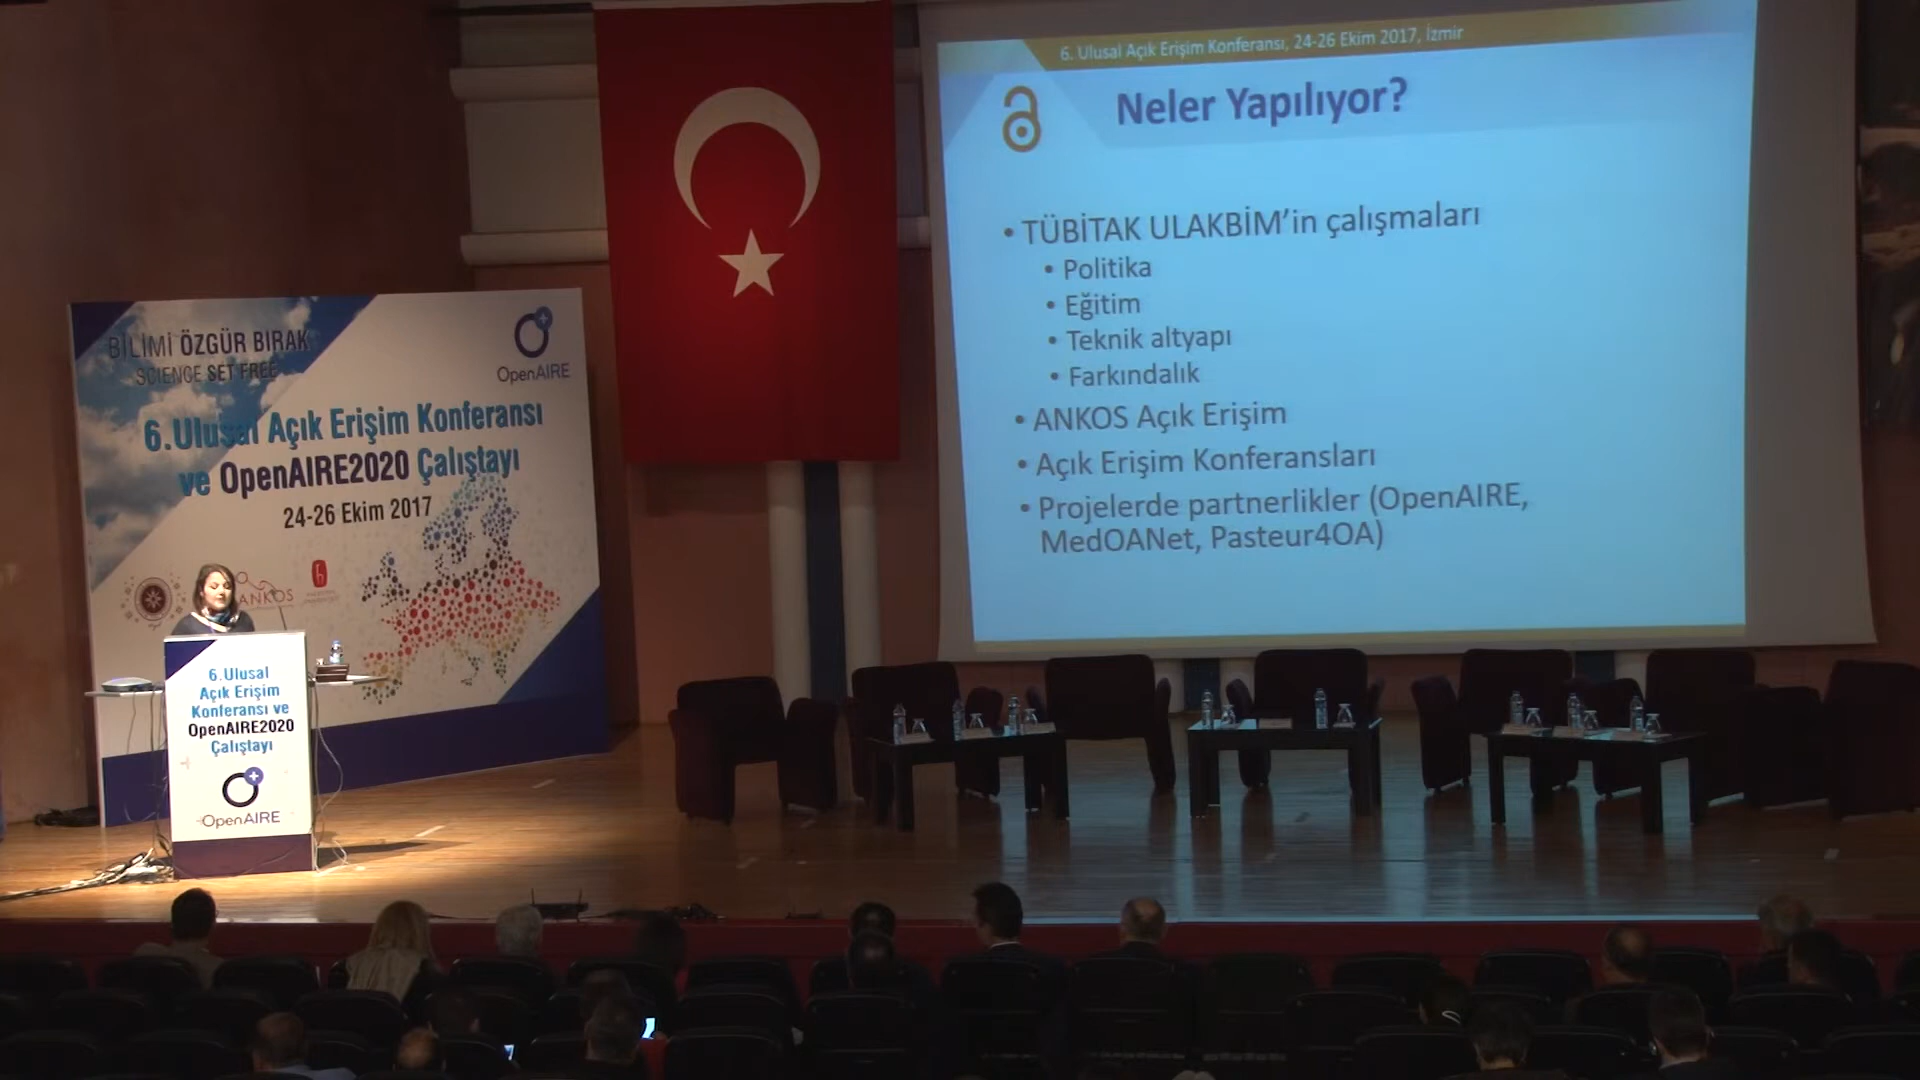 6. Ulusal Açık Erişim Konferansı, 24-26 Ekim 2017, İzmir
Neler Yapılıyor?
• TÜBİTAK ULAKBİM’in çalışmaları
• Politika
• Eğitim
• Teknik altyapı
• Farkındalık
• ANKOS Açık Erişim
• Açık Erişim Konferansları
• Projelerde partnerlikler (OpenAIRE,
MedOANet, Pasteur4OA)
BİLİMİ ÖZGÜR BIRAK
SCIENCE SET FREE
OpenAIRE
6.Ulusal Açık Erişim Konferansı
ve OpenAIRE2020 Çalıştayı
24-26 Ekim 2017
ANKOS
6.Ulusal
Açık Erişim
Konferansı ve
OpenAIRE2020
Çalıştayı
OpenAIRE